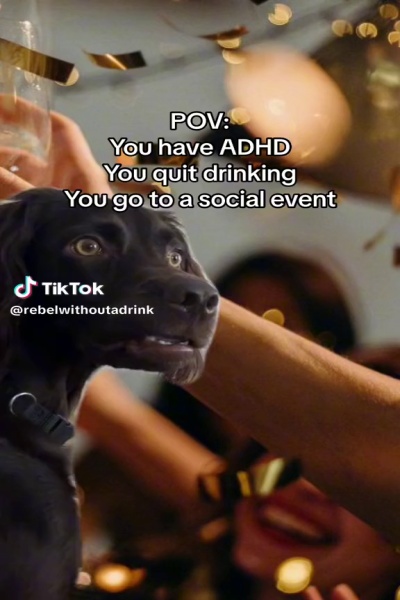 POV:
You have ADHD
You quit drinking
You go to a social event
TikTok
@rebelwithoutadrink